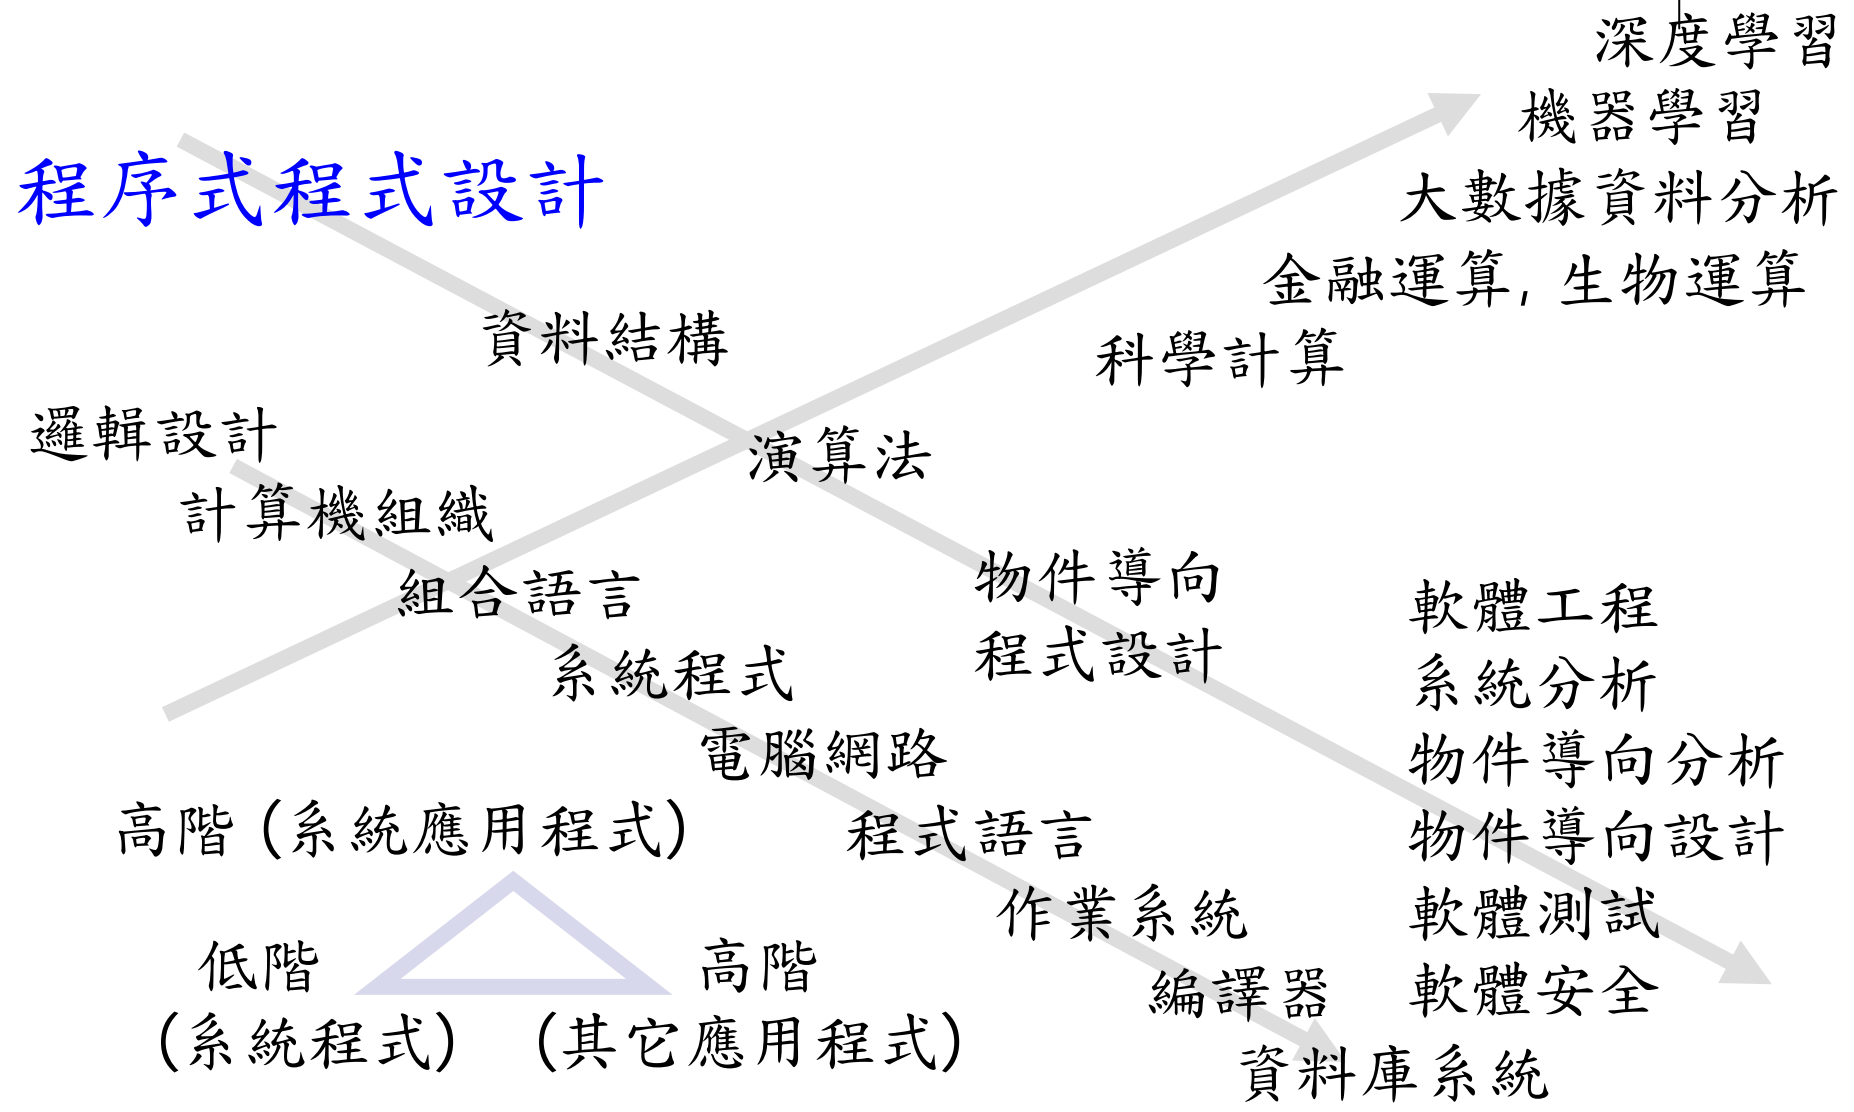 深度學習
機器學習
程序式程式設計
大數據資料分析
金融運算, 生物運算
資料結構
科學計算
邏輯設計
演算法
計算機組織
組合語言
物件導向
程式設計
系統程式
軟體工程
系統分析
電腦網路
物件導向分析
高階 (系統應用程式)
程式語言
物件導向設計
作業系統
軟體測試
低階
(系統程式)
高階
(其它應用程式)
編譯器
軟體安全
資料庫系統